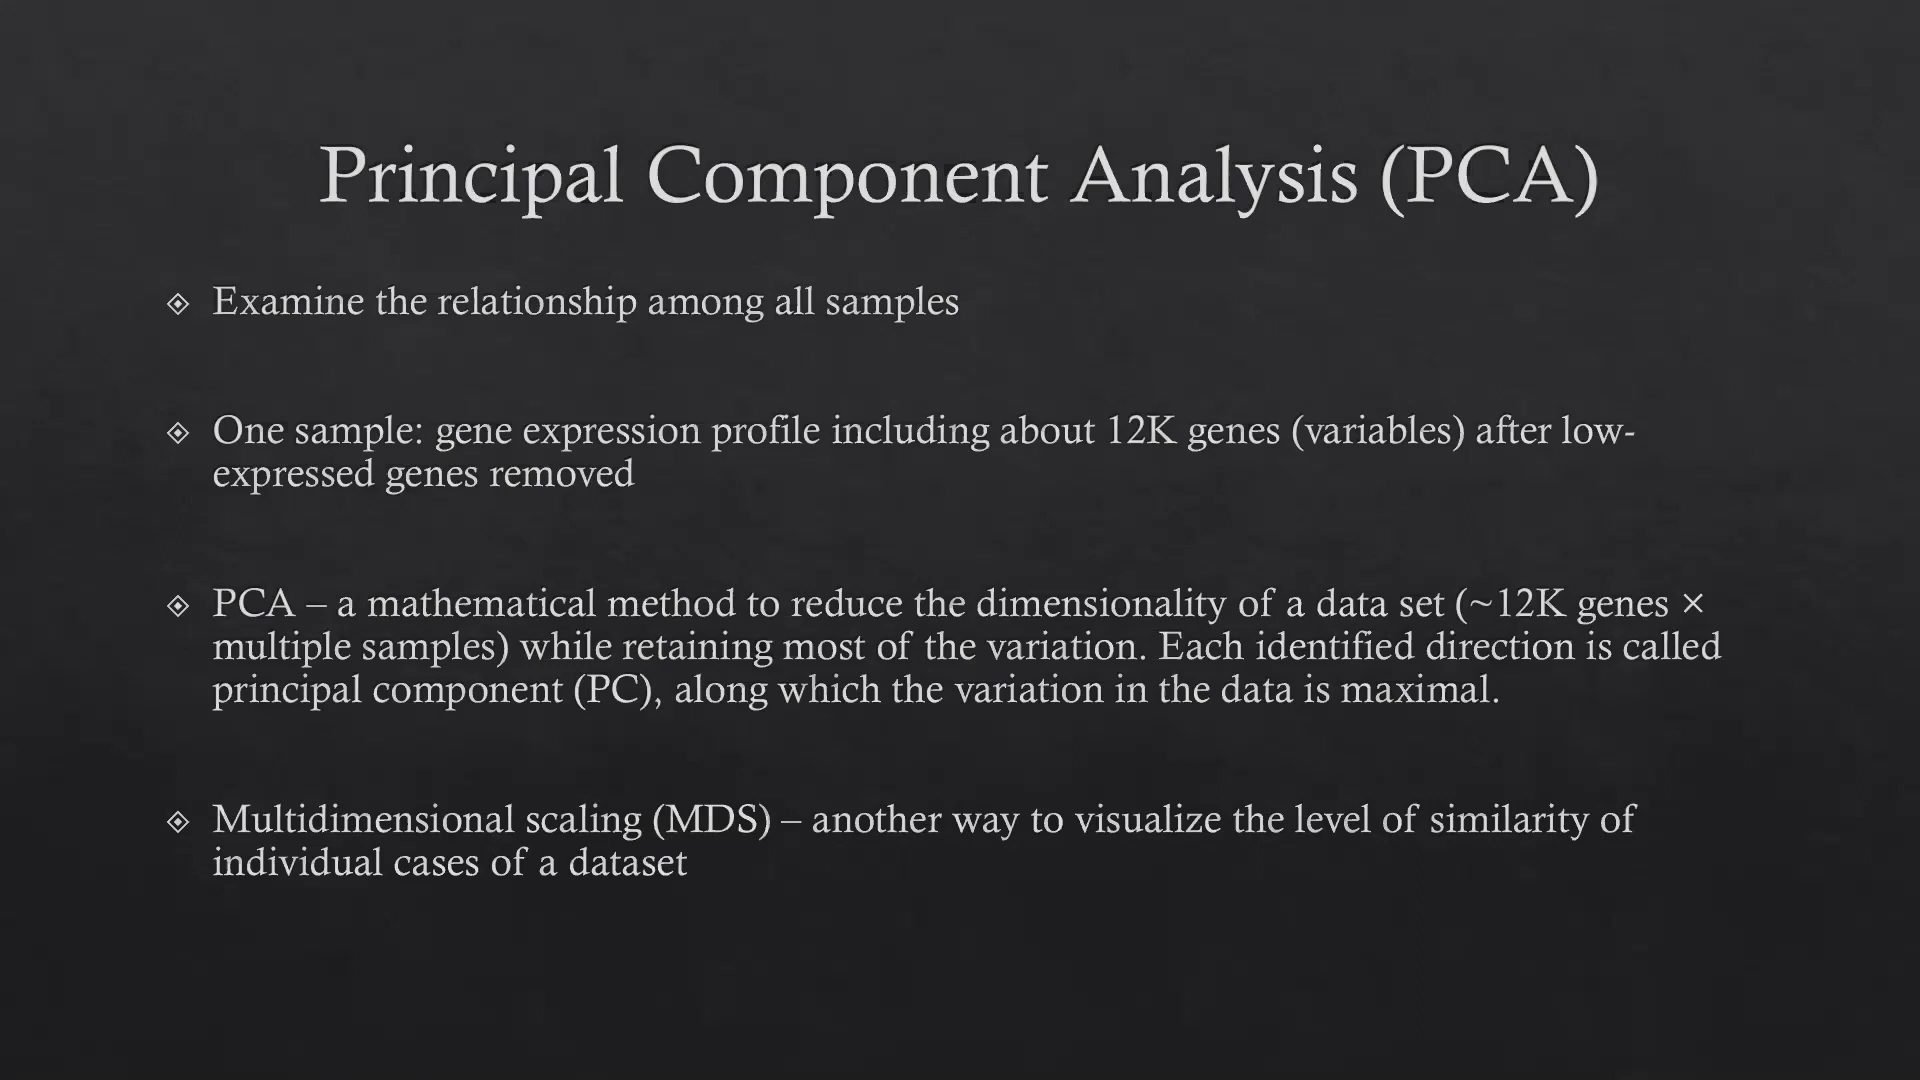 Principal Component Analysis (PCA)
Examine the relationship among all samples
One sample: gene expression profile including about 12K genes (variables) after low-
expressed genes removed
PCA – a mathematical method to reduce the dimensionality of a data set (~12K genes ×
multiple samples) while retaining most of the variation. Each identified direction is called
principal component (PC), along which the variation in the data is maximal.
Multidimensional scaling (MDS) – another way to visualize the level of similarity of
individual cases of a dataset